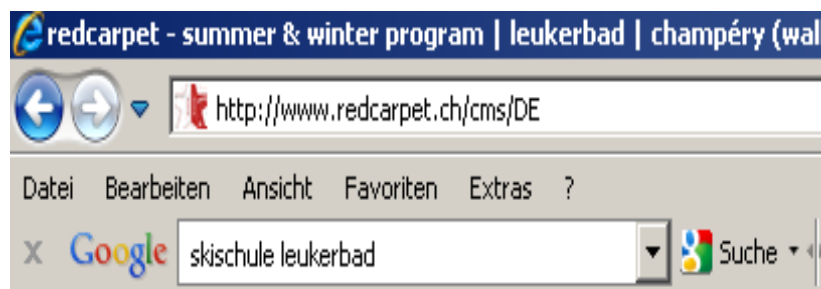 redcarpet - summer & winter program | leukerbad | champéry (wal
http://www.redcarpet.ch/cms/DE
Datei Bearbeiten Ansicht Favoriten Extras ?
x Google skischule leukerbad Suche